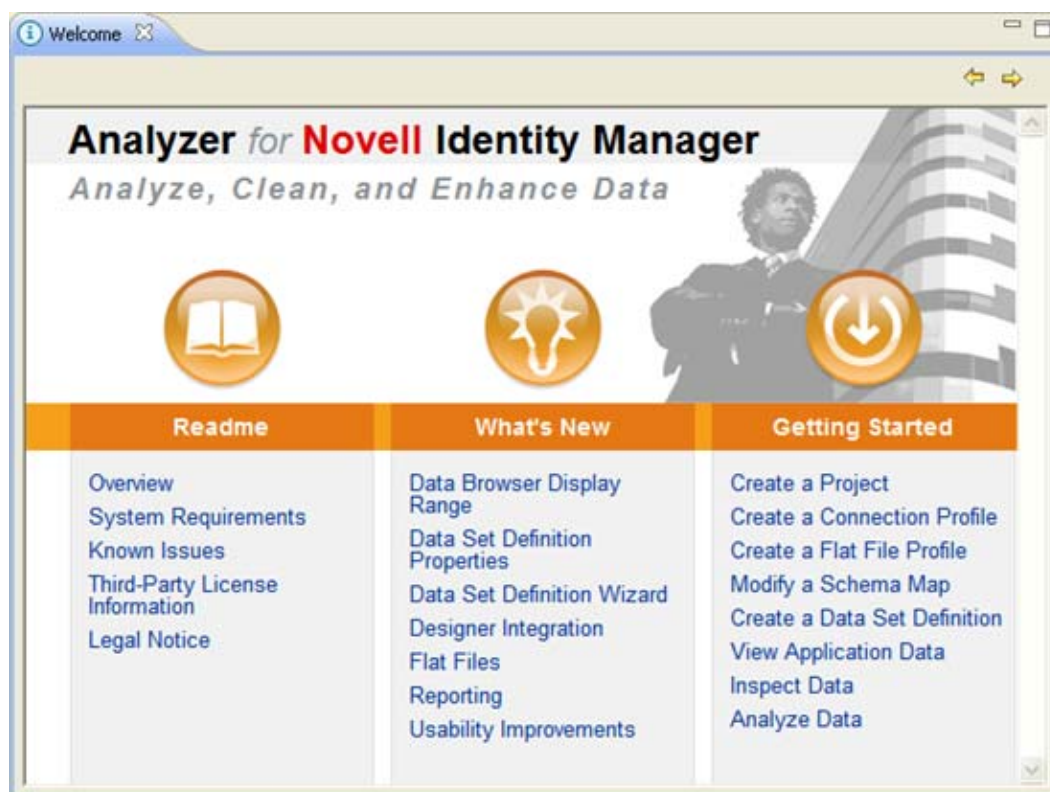 Welcome
Analyzer for Novell Identity Manager
Analyze, Clean, and Enhance Data
Readme
Overview
System Requirements
Known Issues
Third-Party License
Information
Legal Notice
What's New
Data Browser Display
Range
Data Set Definition
Properties
Data Set Definition Wizard
Designer Integration
Flat Files
Reporting
Usability Improvements
Getting Started
Create a Project
Create a Connection Profile
Create a Flat File Profile
Modify a Schema Map
Create a Data Set Definition
View Application Data
Inspect Data
Analyze Data